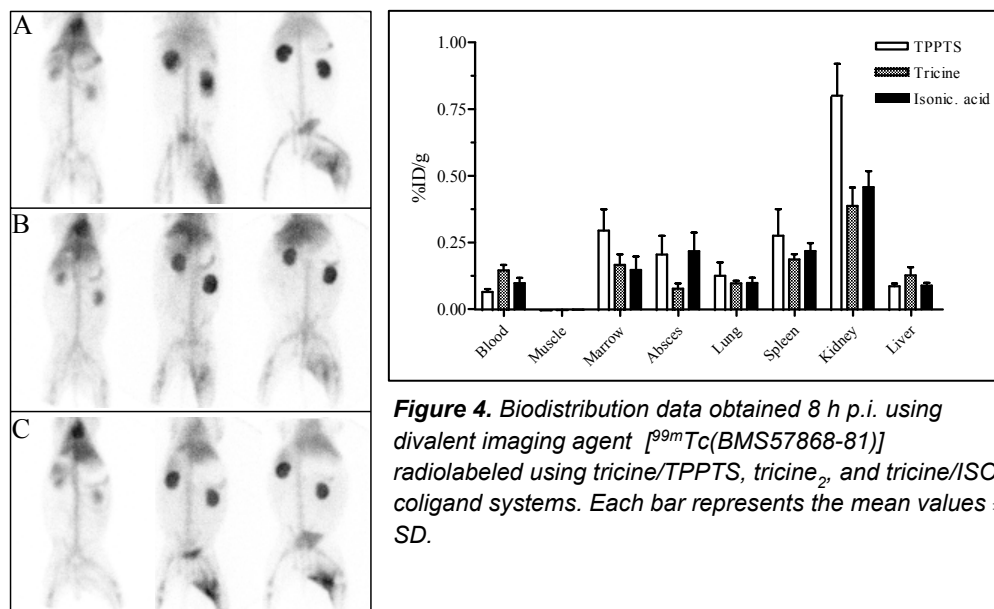 A
B
C
1.00
0.75
0.50
0.25
0.00
%ID/g
TPPTS
Tricine
Isonic. acid
Blood
Muscle
Marrow
Absces
Lung
Spleen
Kidney
Liver
Figure 4. Biodistribution data obtained 8 h p.i. using
divalent imaging agent [99mTc(BMS57868-81)]
radiolabeled using tricine/TPPTS, tricine2, and tricine/ISO
coligand systems. Each bar represents the mean values
SD.